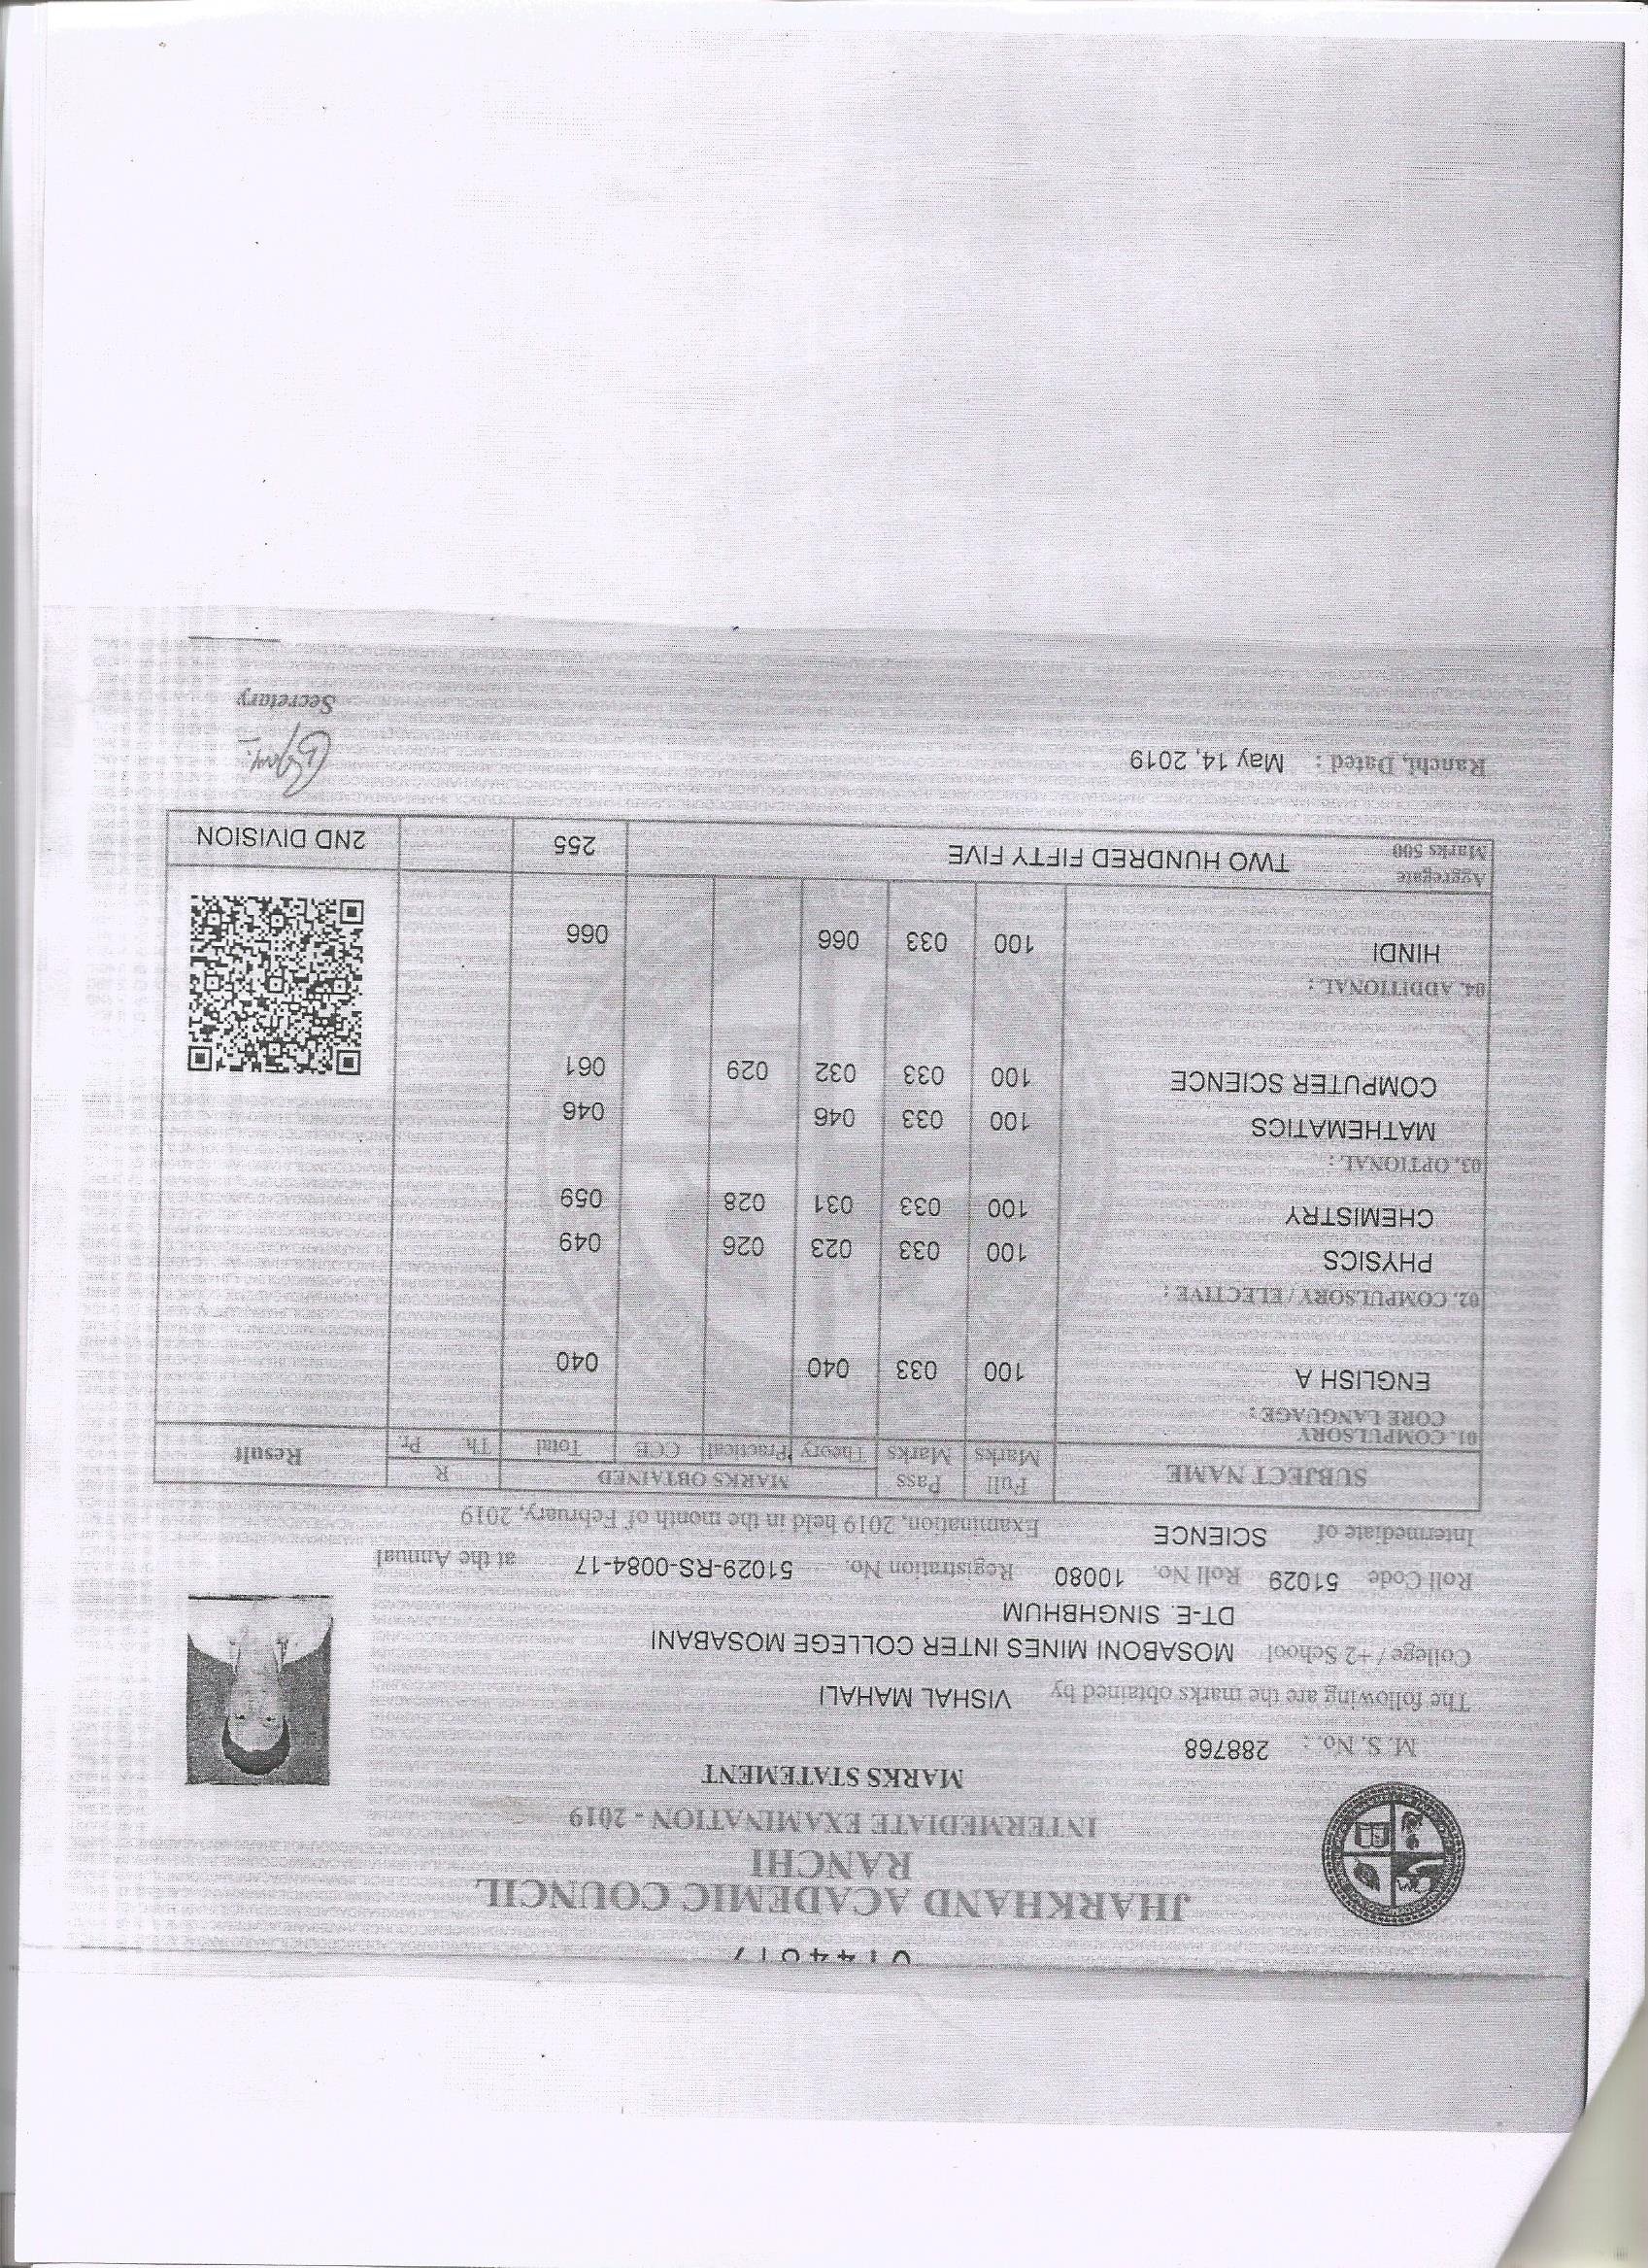 JHARKHAND ACADEMIC COUNCIL
RANCHI
INTERMEDIATE EXAMINATION - 2019
MARKS STATEMENT
M. S. No. : 288768
The following are the marks obtained by VISHAL MAHALI
College / +2 School MOSABONI MINES INTER COLLEGE MOSABANI
DT-E. SINGHBHUM
Roll Code 51029 Roll No. 10080 Registration No. 51029-RS-0084-17 at the Annual
Intermediate of SCIENCE Examination, 2019 held in the month of February, 2019
SUBJECT NAME Full Marks Pass Marks MARKS OBTAINED R Result
Theory Practical CCE Total Th. Pr.
01. COMPULSORY
CORE LANGUAGE :
ENGLISH A 100 033 040 040
02. COMPULSORY / ELECTIVE :
PHYSICS 100 033 023 026 049
CHEMISTRY 100 033 031 028 059
03. OPTIONAL :
MATHEMATICS 100 033 046 046
COMPUTER SCIENCE 100 033 032 029 061
04. ADDITIONAL :
HINDI 100 033 066 066
Aggregate
Marks 500 TWO HUNDRED FIFTY FIVE 255 2ND DIVISION
Ranchi, Dated : May 14, 2019
Secretary